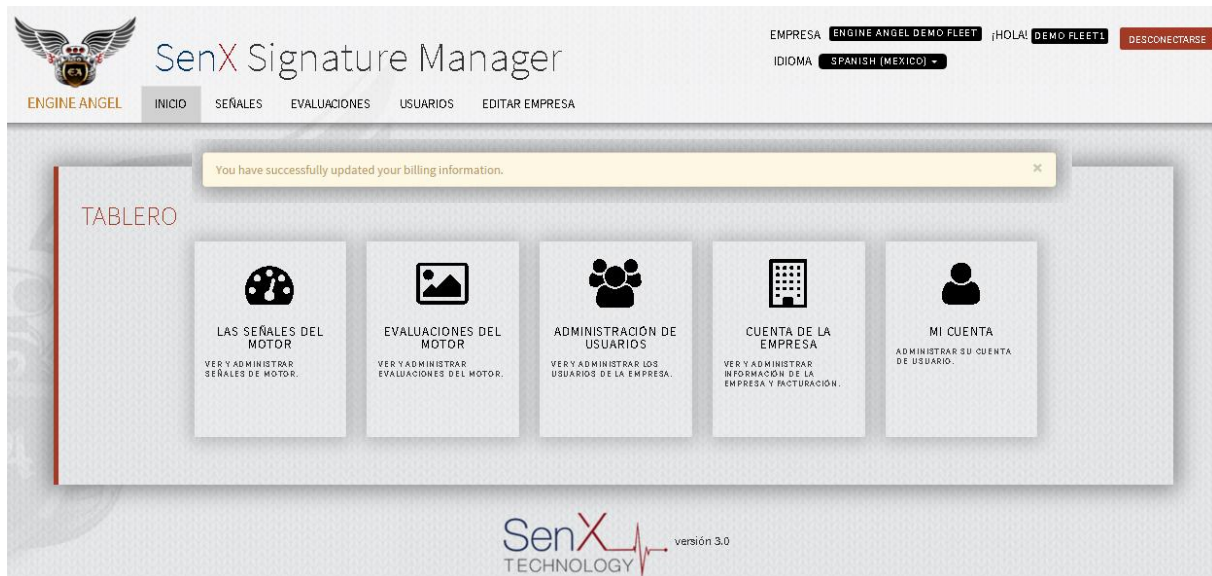 EMPRESA ENGINE ANGEL DEMO FLEET ¡HOLA! DEMO FLEET1 DESCONECTARSE
SenX Signature Manager
IDIOMA SPANISH (MEXICO)
EA
ENGINE ANGEL INICIO SEÑALES EVALUACIONES USUARIOS EDITAR EMPRESA
You have successfully updated your billing information. ×
TABLERO
LAS SEÑALES DEL
MOTOR
VER Y ADMINISTRAR
SEÑALES DE MOTOR.
EVALUACIONES DEL
MOTOR
VER Y ADMINISTRAR
EVALUACIONES DEL MOTOR.
ADMINISTRACIÓN DE
USUARIOS
VER Y ADMINISTRAR LOS
USUARIOS DE LA EMPRESA.
CUENTA DE LA
EMPRESA
VER Y ADMINISTRAR
INFORMACIÓN DE LA
EMPRESA Y FACTURACIÓN.
MI CUENTA
ADMINISTRAR SU CUENTA
DE USUARIO.
SenX
TECHNOLOGY
versión 3.0